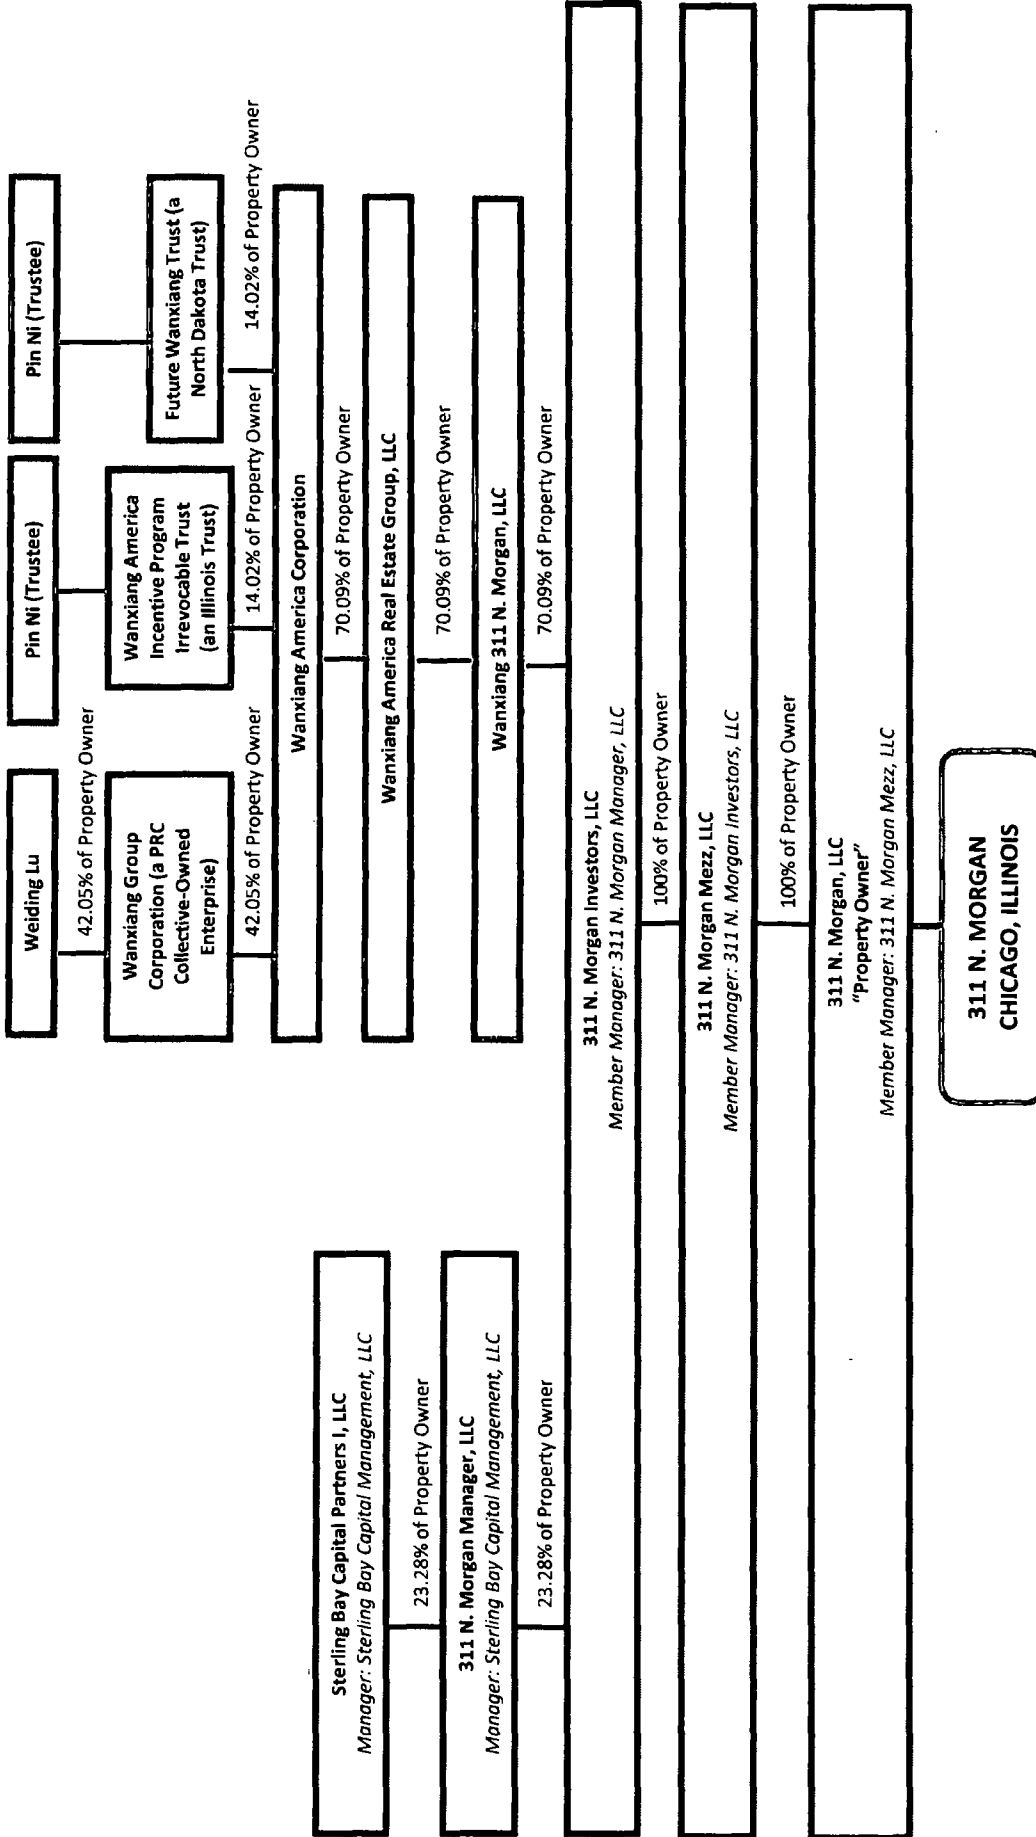 Weiding Lu
42.05% of Property Owner
Wanxiang Group
Corporation (a PRC
Collective-Owned
Enterprise)
42.05% of Property Owner
Pin Ni (Trustee)
Wanxiang America
Incentive Program
Irrevocable Trust
(an Illinois Trust)
14.02% of Property Owner
Pin Ni (Trustee)
Future Wanxiang Trust (a
North Dakota Trust)
14.02% of Property Owner
Wanxiang America Corporation
70.09% of Property Owner
Wanxiang America Real Estate Group, LLC
70.09% of Property Owner
Wanxiang 311 N. Morgan, LLC
70.09% of Property Owner
Sterling Bay Capital Partners I, LLC
Manager: Sterling Bay Capital Management, LLC
23.28% of Property Owner
311 N. Morgan Manager, LLC
Manager: Sterling Bay Capital Management, LLC
23.28% of Property Owner
311 N. Morgan Investors, LLC
Member Manager: 311 N. Morgan Manager, LLC
100% of Property Owner
311 N. Morgan Mezz, LLC
Member Manager: 311 N. Morgan Investors, LLC
100% of Property Owner
311 N. Morgan, LLC
“Property Owner”
Member Manager: 311 N. Morgan Mezz, LLC
311 N. MORGAN
CHICAGO, ILLINOIS